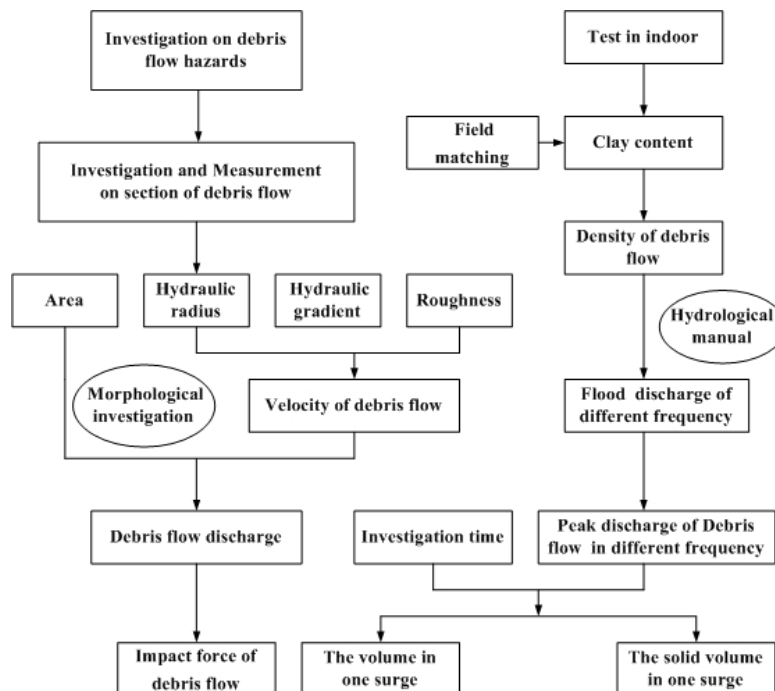 Investigation on debris
flow hazards
Test in indoor
Field
matching
Clay content
Investigation and Measurement
on section of debris flow
Density of debris
flow
Area
Hydraulic
radius
Hydraulic
gradient
Roughness
Hydrological
manual
Morphological
investigation
Velocity of debris flow
Flood discharge of
different frequency
Debris flow discharge
Investigation time
Peak discharge of Debris
flow in different frequency
Impact force of
debris flow
The volume in
one surge
The solid volume
in one surge